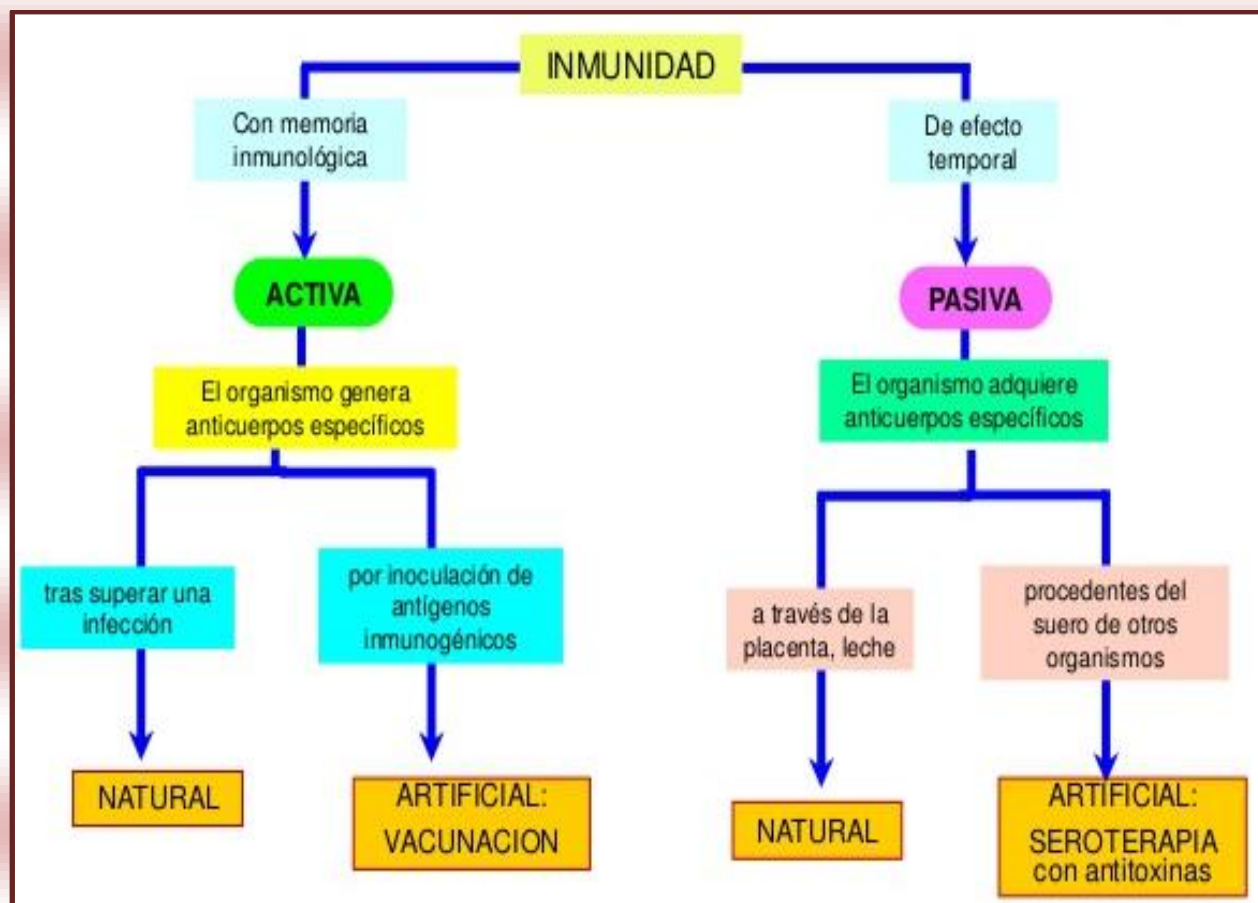 INMUNIDAD
Con memoria
inmunológica
De efecto
temporal
ACTIVA
PASIVA
El organismo genera
anticuerpos específicos
El organismo adquiere
anticuerpos específicos
tras superar una
infección
por inoculación de
antígenos
inmunogénicos
a través de la
placenta, leche
procedentes del
suero de otros
organismos
NATURAL
ARTIFICIAL:
VACUNACION
NATURAL
ARTIFICIAL:
SEROTERAPIA
con antitoxinas